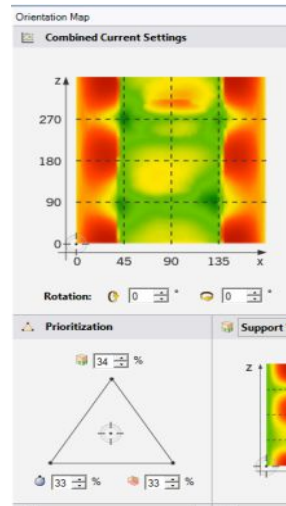 Orientation Map
Combined Current Settings
Z
270
180
90
0
0 45 90 135 x
Rotation: 0 ° 0 °
Prioritization
Support
34 %
Z
33 % 33 %